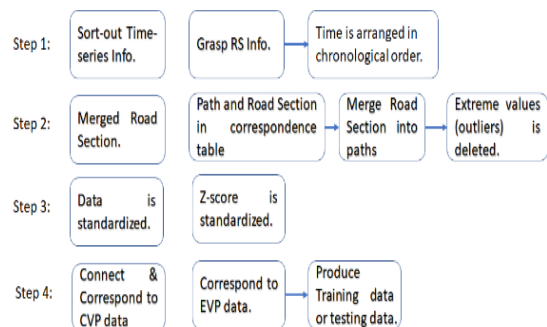 Step 1:
Sort-out Time-
series Info.
Grasp RS Info.
Time is arranged in
chronological order.
Step 2:
Merged Road
Section.
Path and Road Section
in correspondence
table
Merge Road
Section into
paths
Extreme values
(outliers) is
deleted.
Step 3:
Data is
standardized.
Z-score is
standardized.
Step 4:
Connect &
Correspond to
CVP data
Correspond to
EVP data.
Produce
Training data
or testing data.